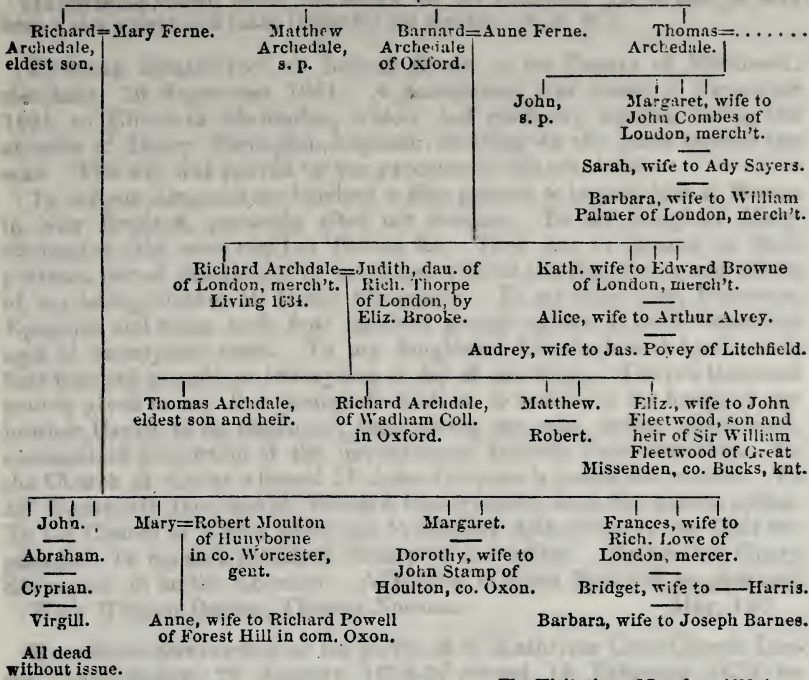 Richard=Mary Ferne.
Archedale,
eldest son.
Matthew
Archedale,
s. p.
Barnard=Anne Ferne.
Archedale
of Oxford.
Thomas=.......
Archedale.
John,
s. p.
Margaret, wife to
John Combes of
London, merch't.
Sarah, wife to Ady Sayers.
Barbara, wife to William
Palmer of London, merch't.
Richard Archdale=Judith, dau. of
of London, merch't.
Living 1634.
Rich. Thorpe
of London, by
Eliz. Brooke.
Kath. wife to Edward Browne
of London, merch't.
Alice, wife to Arthur Alvey.
Audrey, wife to Jas. Povey of Litchfield.
Thomas Archdale,
eldest son and heir.
Richard Archdale,
of Wadham Coll.
in Oxford.
Matthew.
Robert.
Eliz., wife to John
Fleetwood, son and
heir of Sir William
Fleetwood of Great
Missenden, co. Bucks, knt.
John.
Abraham.
Cyprian.
Virgill.
All dead
without issue.
Mary=Robert Moulton
of Hunyborne
in co. Worcester,
gent.
Anne, wife to Richard Powell
of Forest Hill in com. Oxon.
Margaret.
Dorothy, wife to
John Stamp of
Houlton, co. Oxon.
Frances, wife to
Rich. Lowe of
London, mercer.
Bridget, wife to ——Harris.
Barbara, wife to Joseph Barnes.